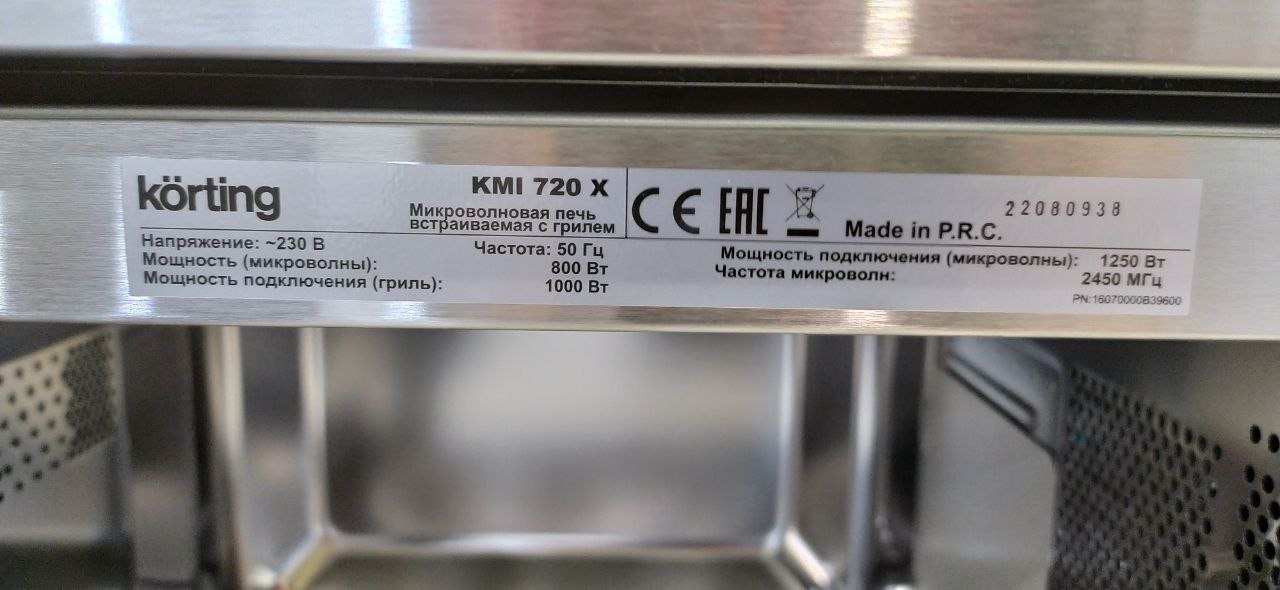 körting
KMI 720 X
Микроволновая печь
встраиваемая с грилем
Напряжение: ~230 В
Частота: 50 Гц
Мощность (микроволны): 800 Вт
Мощность подключения (гриль): 1000 Вт
CE EAC
22080938
Made in P.R.C.
Мощность подключения (микроволны): 1250 Вт
Частота микроволн: 2450 МГц
PN:16070000B39600